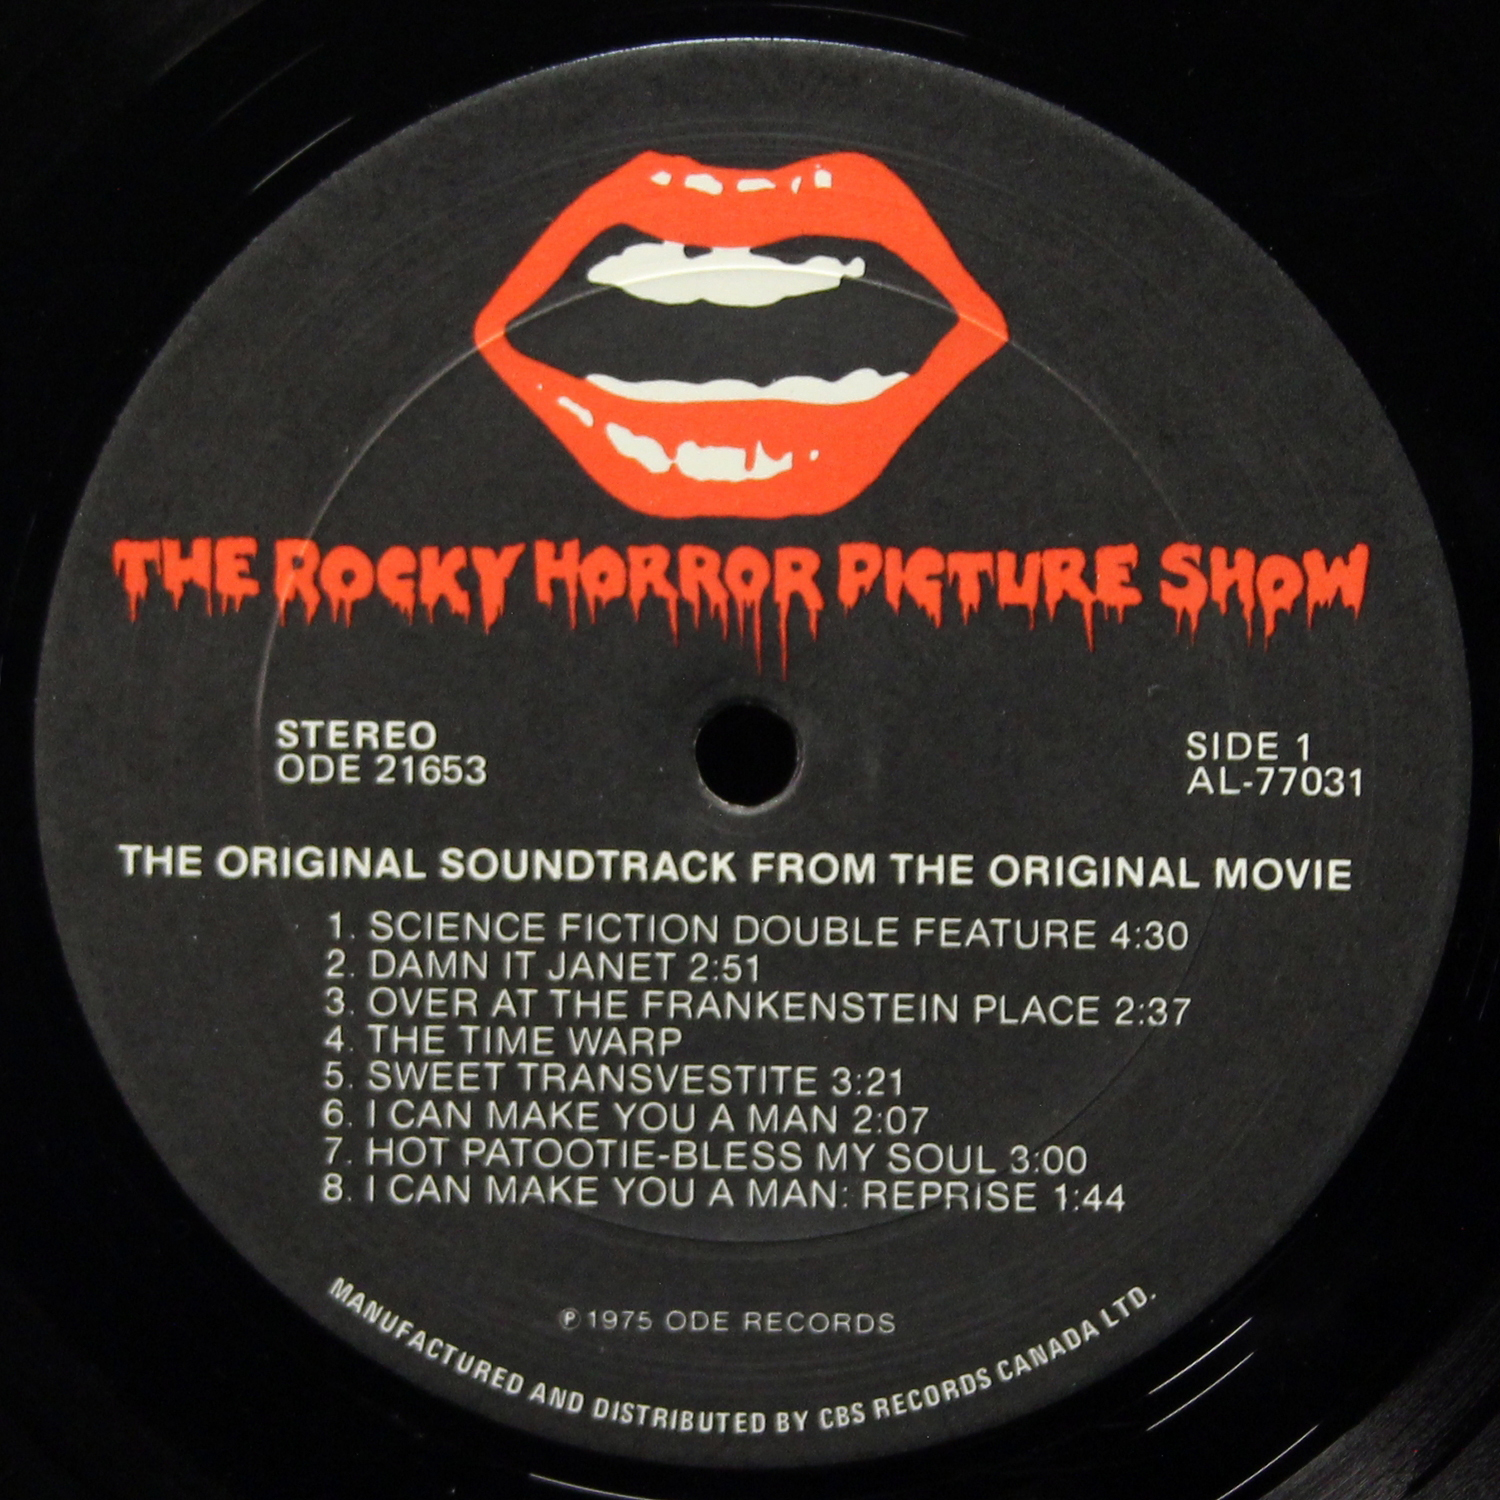 THE ROCKY HORROR PICTURE SHOW
STEREO
ODE 21653
SIDE 1
AL-77031
THE ORIGINAL SOUNDTRACK FROM THE ORIGINAL MOVIE
1. SCIENCE FICTION DOUBLE FEATURE 4:30
2. DAMN IT JANET 2:51
3. OVER AT THE FRANKENSTEIN PLACE 2:37
4. THE TIME WARP
5. SWEET TRANSVESTITE 3:21
6. I CAN MAKE YOU A MAN 2:07
7. HOT PATOOTIE-BLESS MY SOUL 3:00
8. I CAN MAKE YOU A MAN: REPRISE 1:44
℗ 1975 ODE RECORDS
MANUFACTURED AND DISTRIBUTED BY CBS RECORDS CANADA LTD.